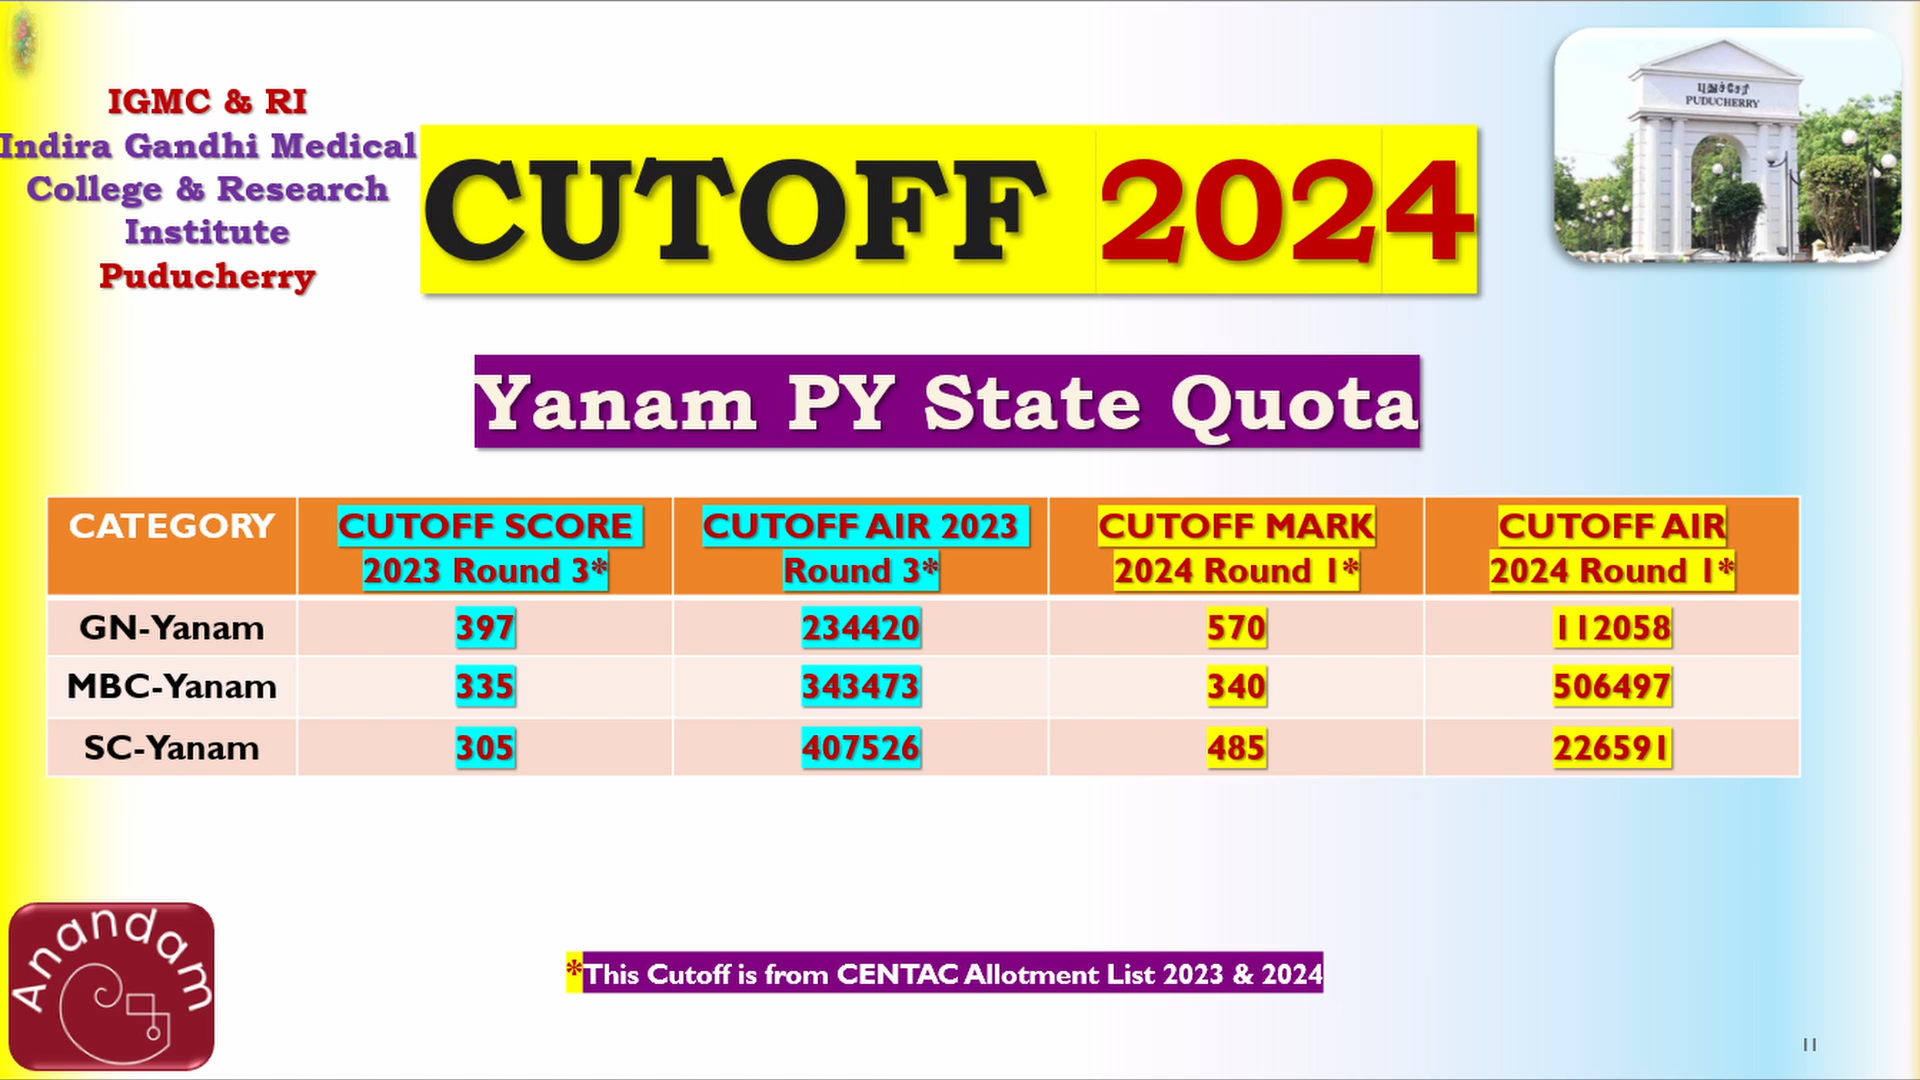 IGMC & RI
Indira Gandhi Medical
College & Research
Institute
Puducherry
CUTOFF 2024
புதுச்சேரி
PUDUCHERRY
Yanam PY State Quota
CATEGORY
CUTOFF SCORE
2023 Round 3*
CUTOFF AIR 2023
Round 3*
CUTOFF MARK
2024 Round 1*
CUTOFF AIR
2024 Round 1*
GN-Yanam 397 234420 570 112058
MBC-Yanam 335 343473 340 506497
SC-Yanam 305 407526 485 226591
Anandam
*This Cutoff is from CENTAC Allotment List 2023 & 2024
11